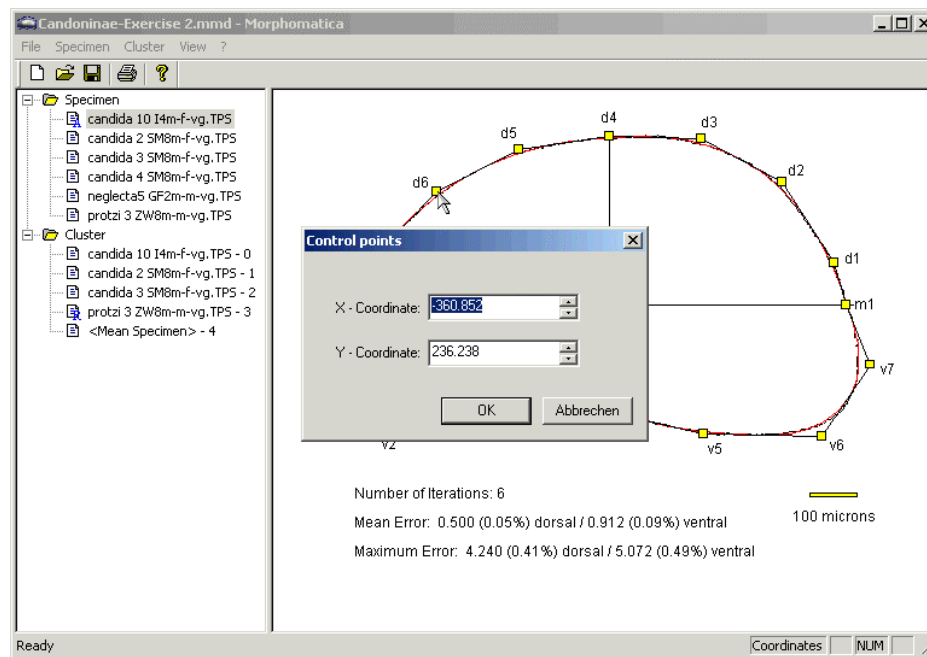 Candoninae-Exercise 2.mmd - Morphomatica
File Specimen Cluster View ?
Specimen
candida 10 I4m-f-vg.TPS
candida 2 SM8m-f-vg.TPS
candida 3 SM8m-f-vg.TPS
candida 4 SM8m-f-vg.TPS
neglecta5 GF2m-m-vg.TPS
protzi 3 ZW8m-m-vg.TPS
Cluster
candida 10 I4m-f-vg.TPS - 0
candida 2 SM8m-f-vg.TPS - 1
candida 3 SM8m-f-vg.TPS - 2
protzi 3 ZW8m-m-vg.TPS - 3
<Mean Specimen> - 4
d6
d5
d4
d3
d2
d1
m1
v7
v6
v5
v2
Control points
X - Coordinate: -360.852
Y - Coordinate: 236.238
OK Abbrechen
Number of Iterations: 6
Mean Error: 0.500 (0.05%) dorsal / 0.912 (0.09%) ventral
Maximum Error: 4.240 (0.41%) dorsal / 5.072 (0.49%) ventral
100 microns
Ready
Coordinates NUM